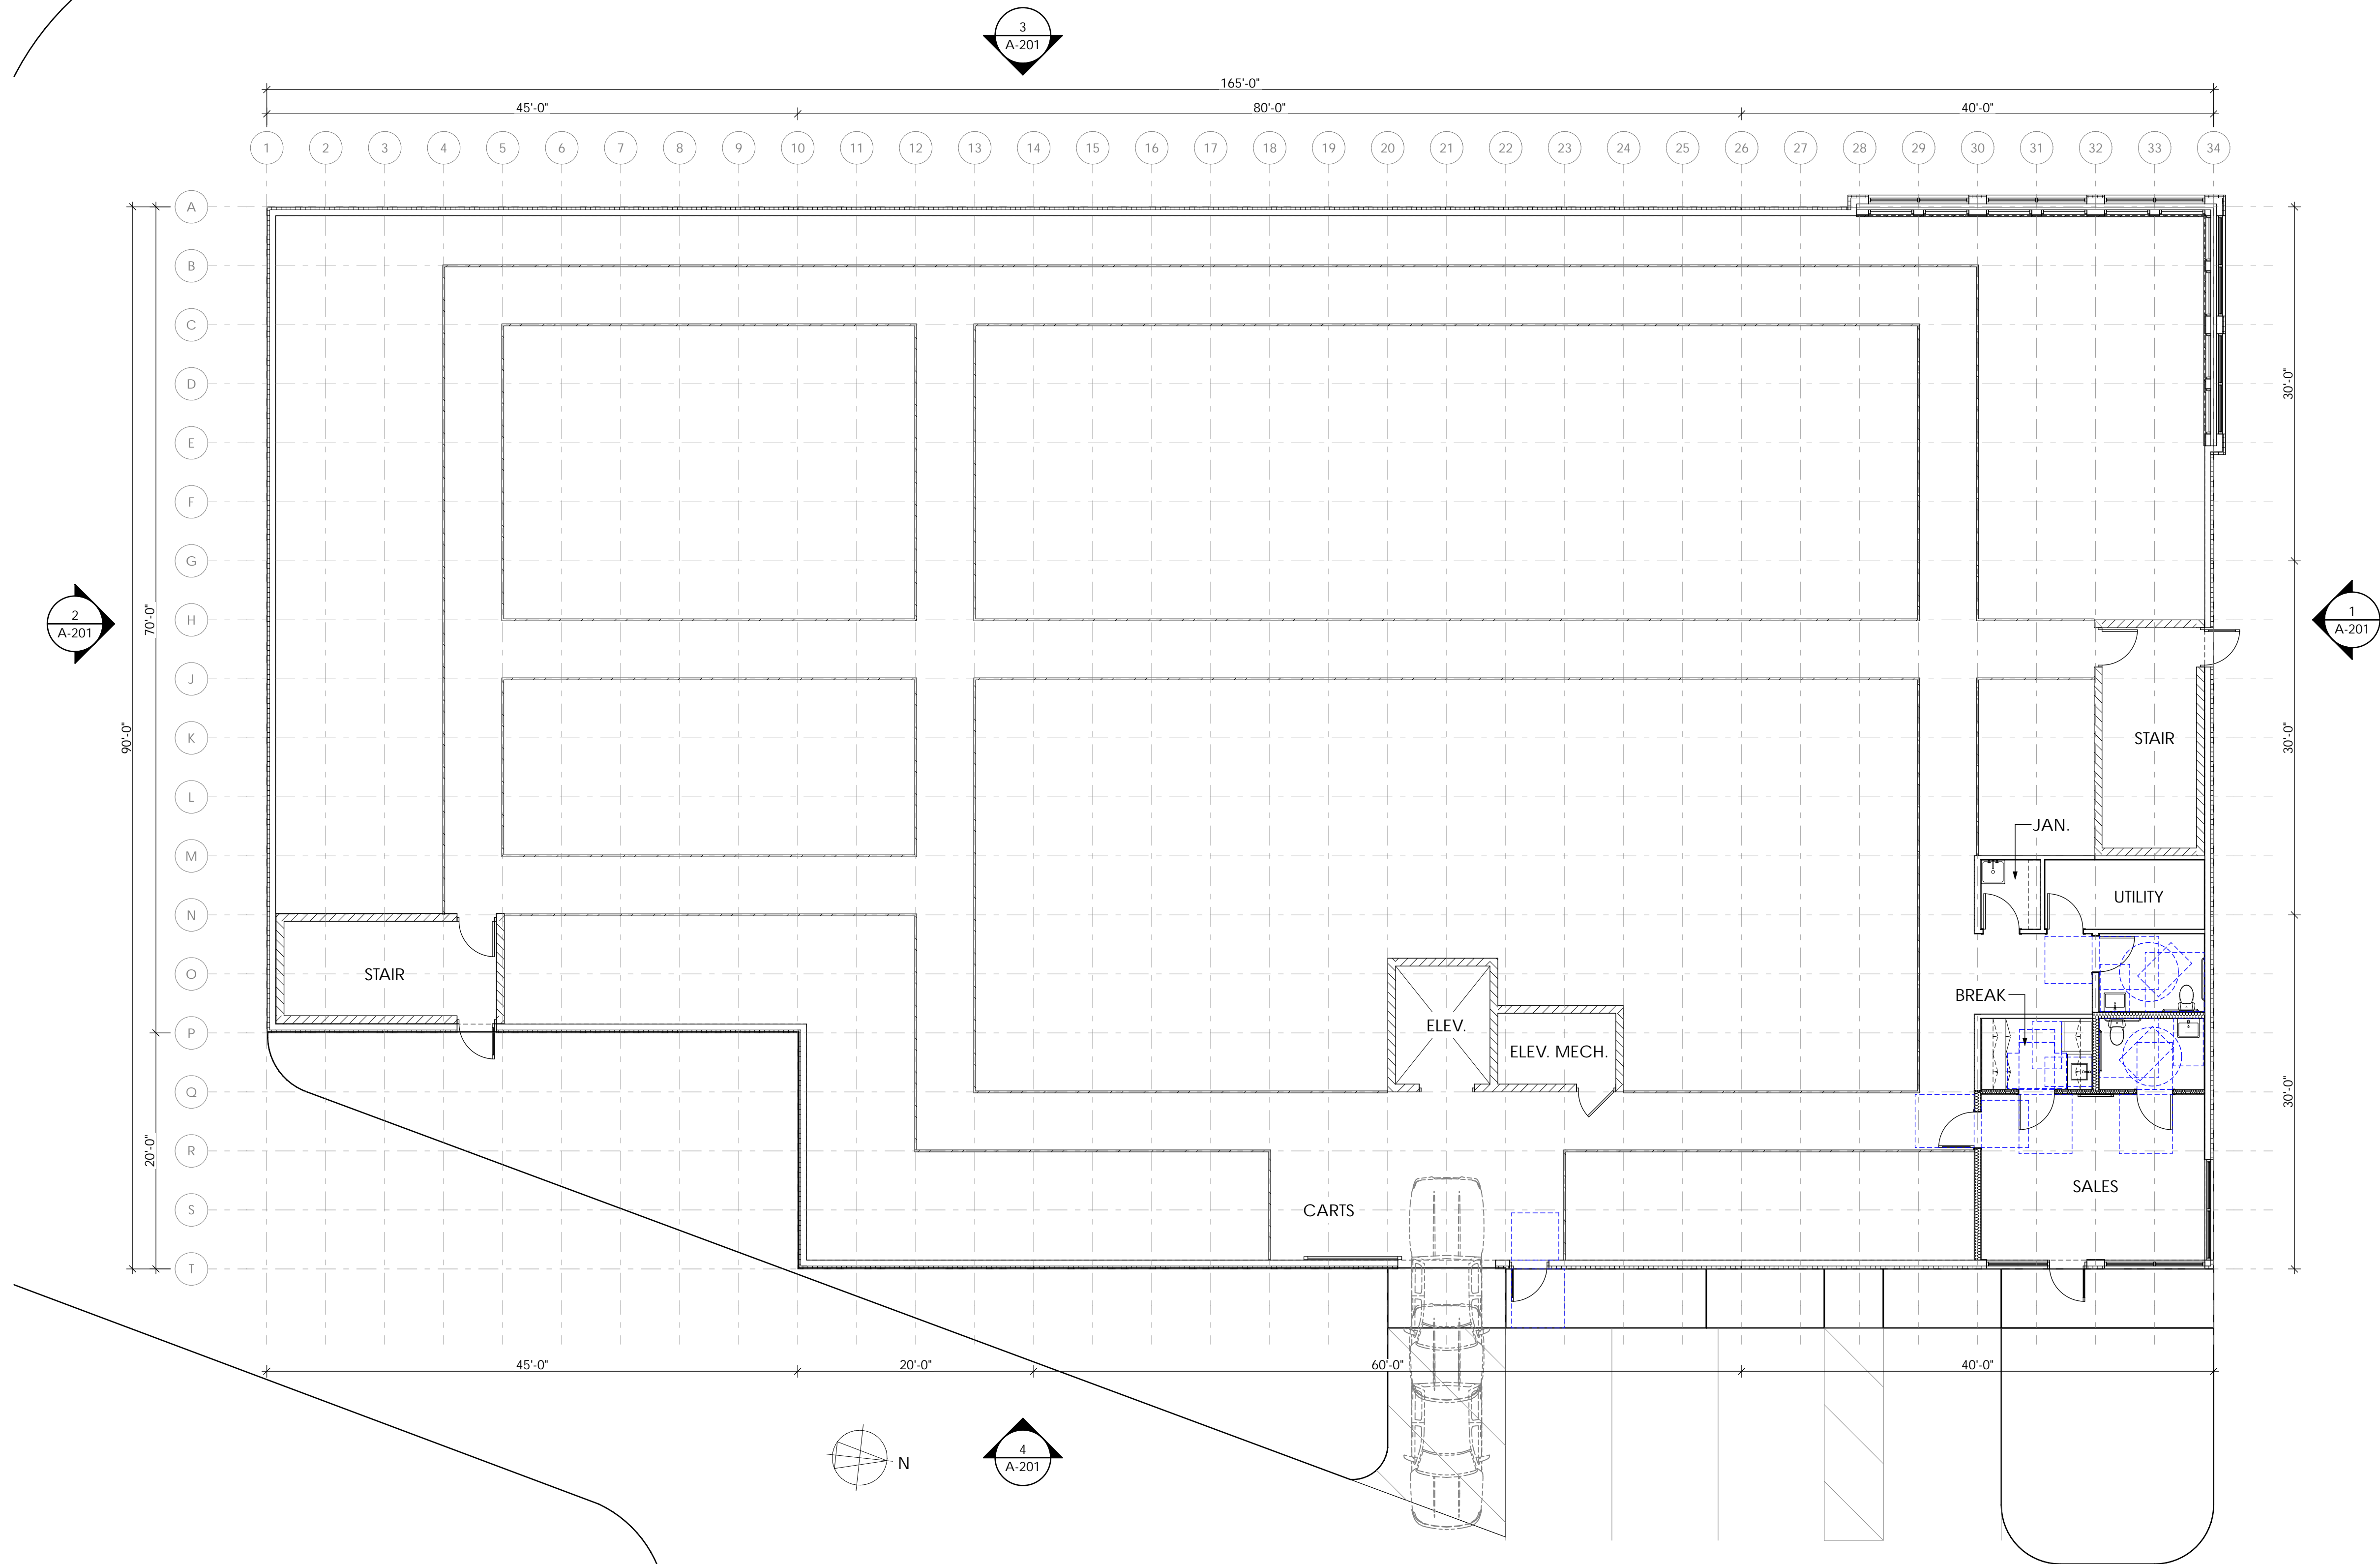 3
A-201
165'-0"
45'-0" 80'-0" 40'-0"
1 2 3 4 5 6 7 8 9 10 11 12 13 14 15 16 17 18 19 20 21 22 23 24 25 26 27 28 29 30 31 32 33 34
A
B
C
D
30'-0"
E
F
G
2
A-201
70'-0"
H
1
A-201
J
90'-0"
K
STAIR
30'-0"
L
JAN.
M
UTILITY
N
STAIR
O
BREAK
P
ELEV.
ELEV. MECH.
Q
30'-0"
20'-0"
R
SALES
S
CARTS
T
45'-0" 20'-0" 60'-0" 40'-0"
N
4
A-201